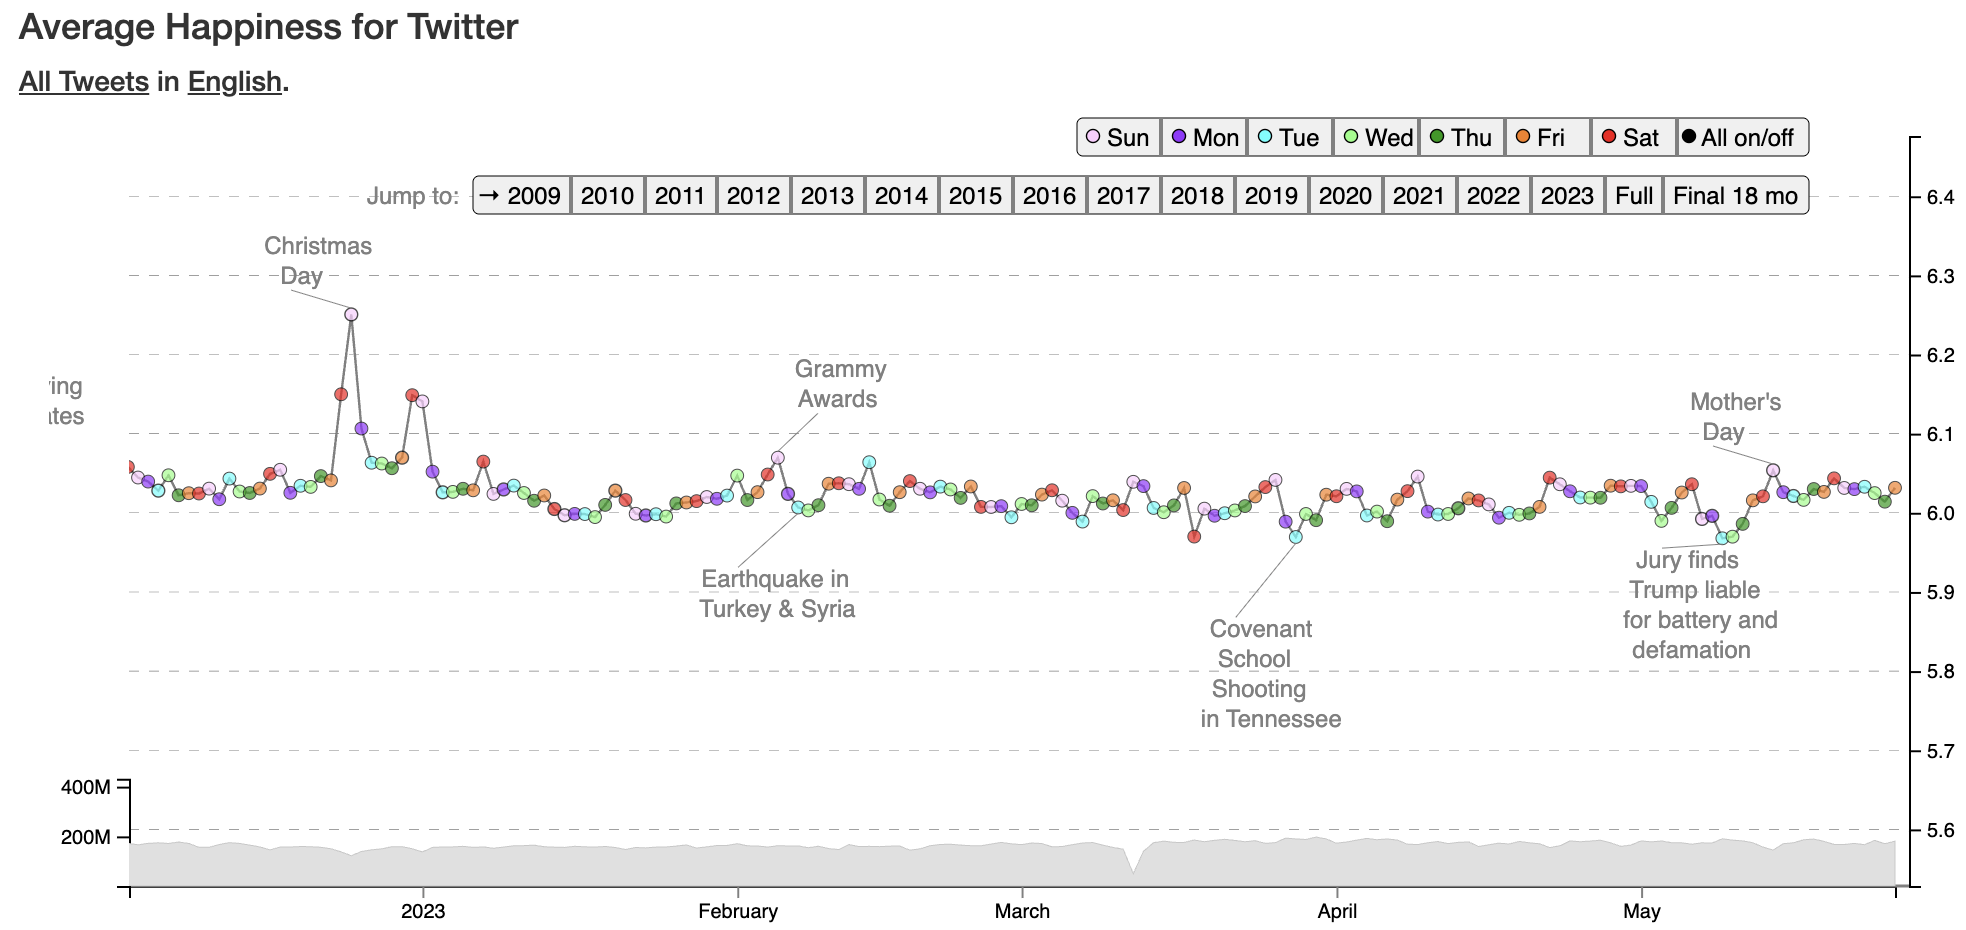 Average Happiness for Twitter
All Tweets in English.
Sun Mon Tue Wed Thu Fri Sat All on/off
Jump to: → 2009 2010 2011 2012 2013 2014 2015 2016 2017 2018 2019 2020 2021 2022 2023 Full Final 18 mo
6.4
Christmas
Day
6.3
6.2
Grammy
Awards
Mother's
Day
6.1
6.0
Jury finds
Trump liable
for battery and
defamation
Earthquake in
Turkey & Syria
5.9
Covenant
School
Shooting
in Tennessee
5.8
5.7
400M
200M
5.6
2023 February March April May